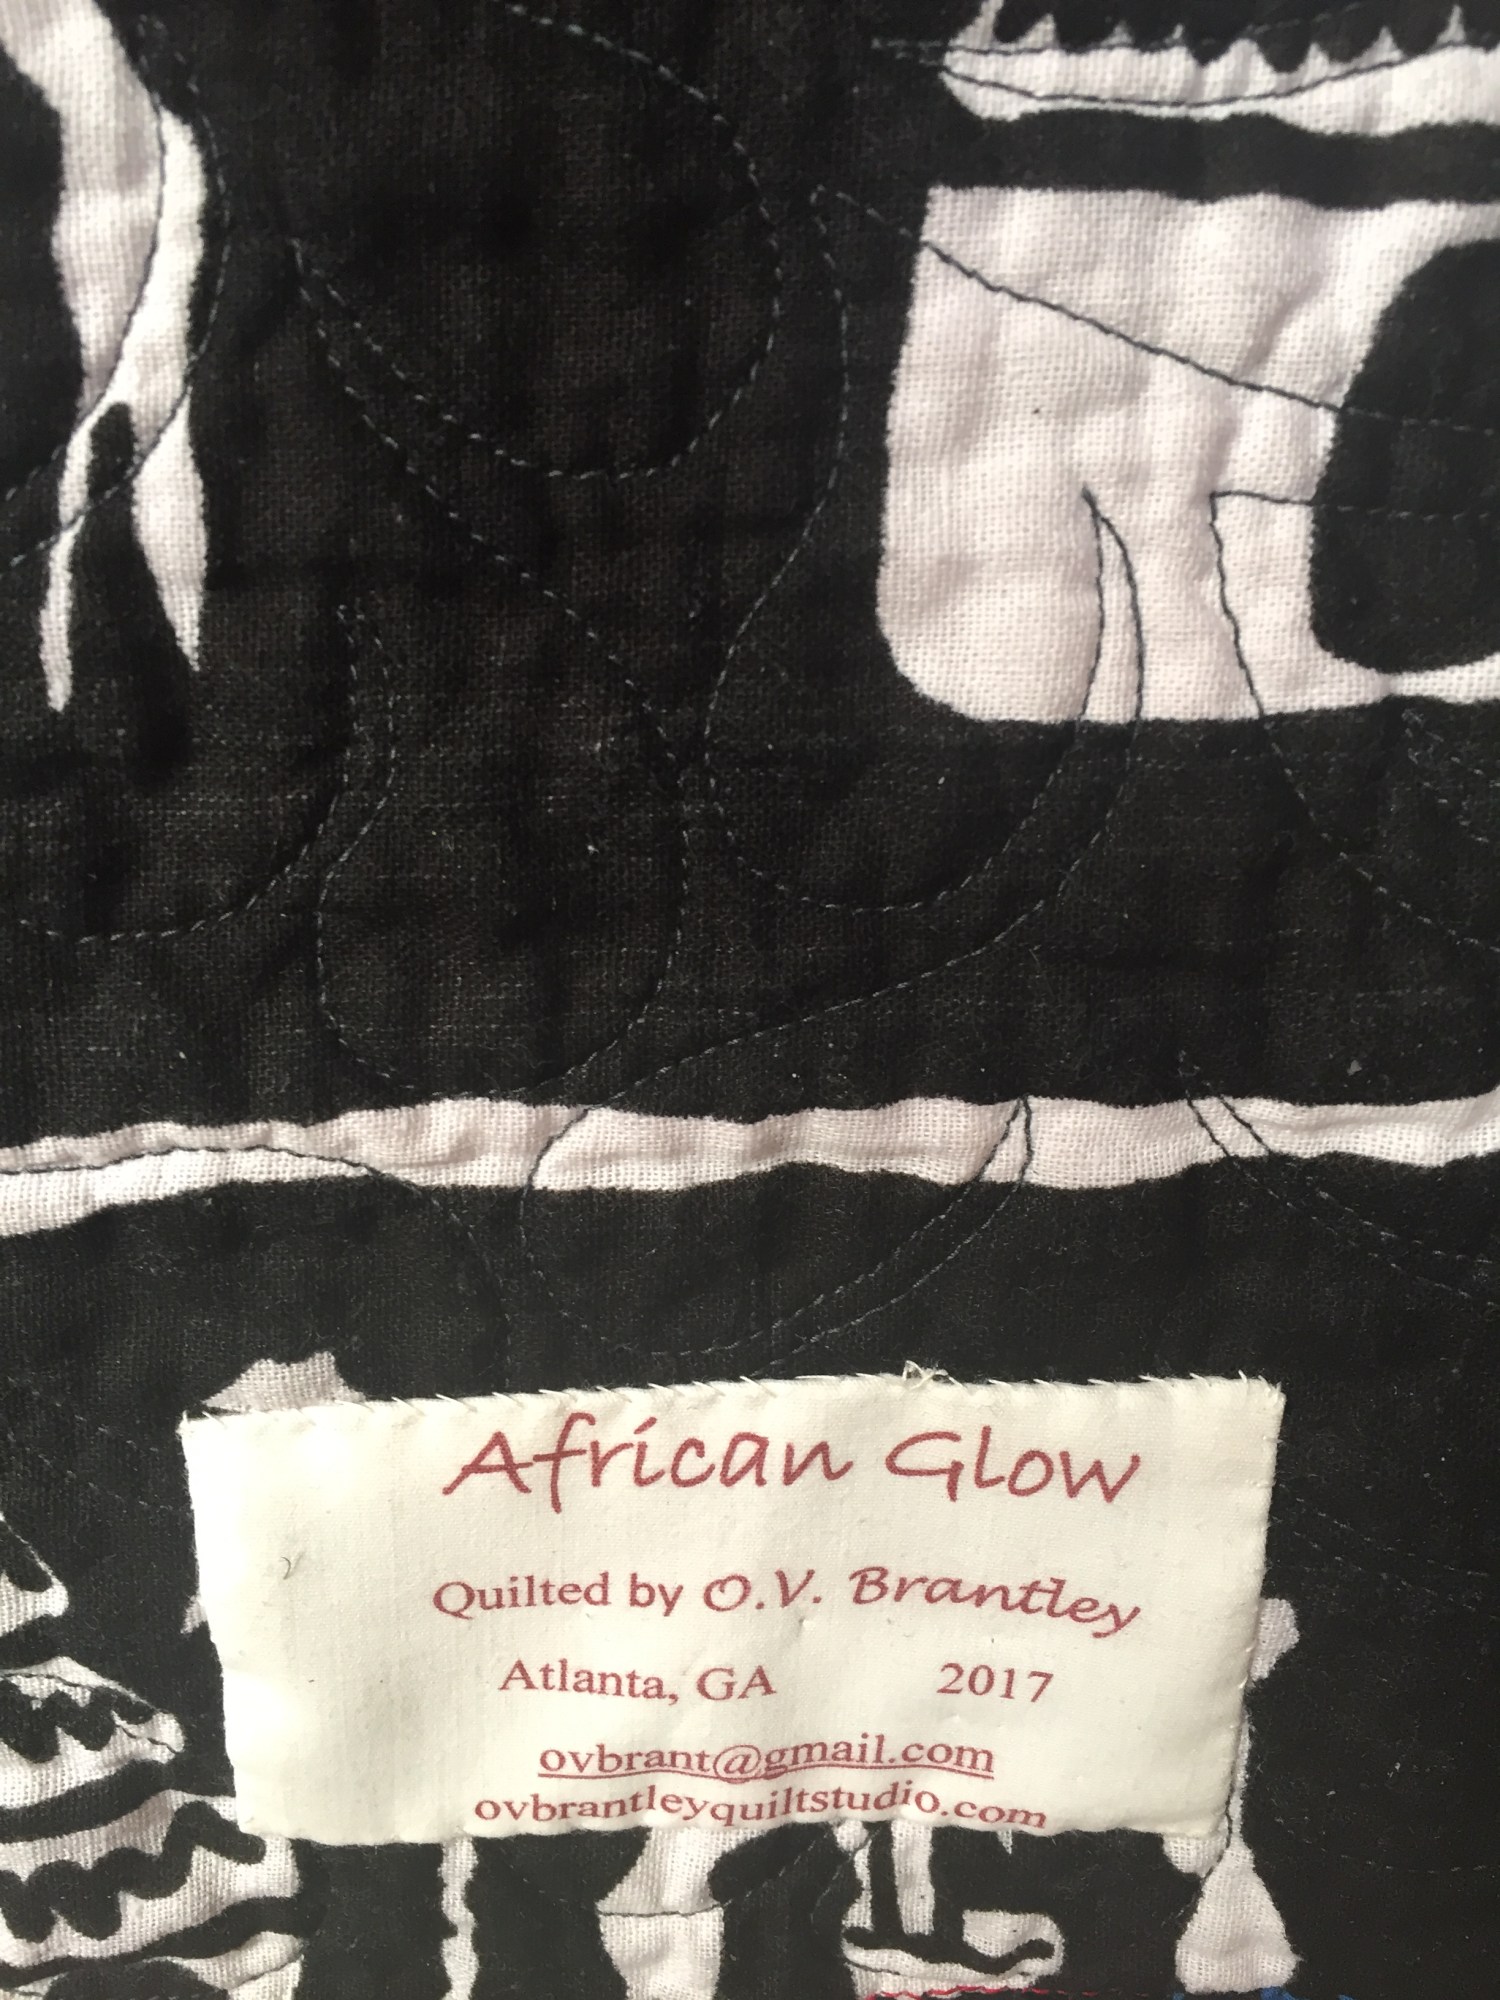 African Glow
Quilted by O.V. Brantley
Atlanta, GA 2017
ovbrant@gmail.com
ovbrantleyquiltstudio.com